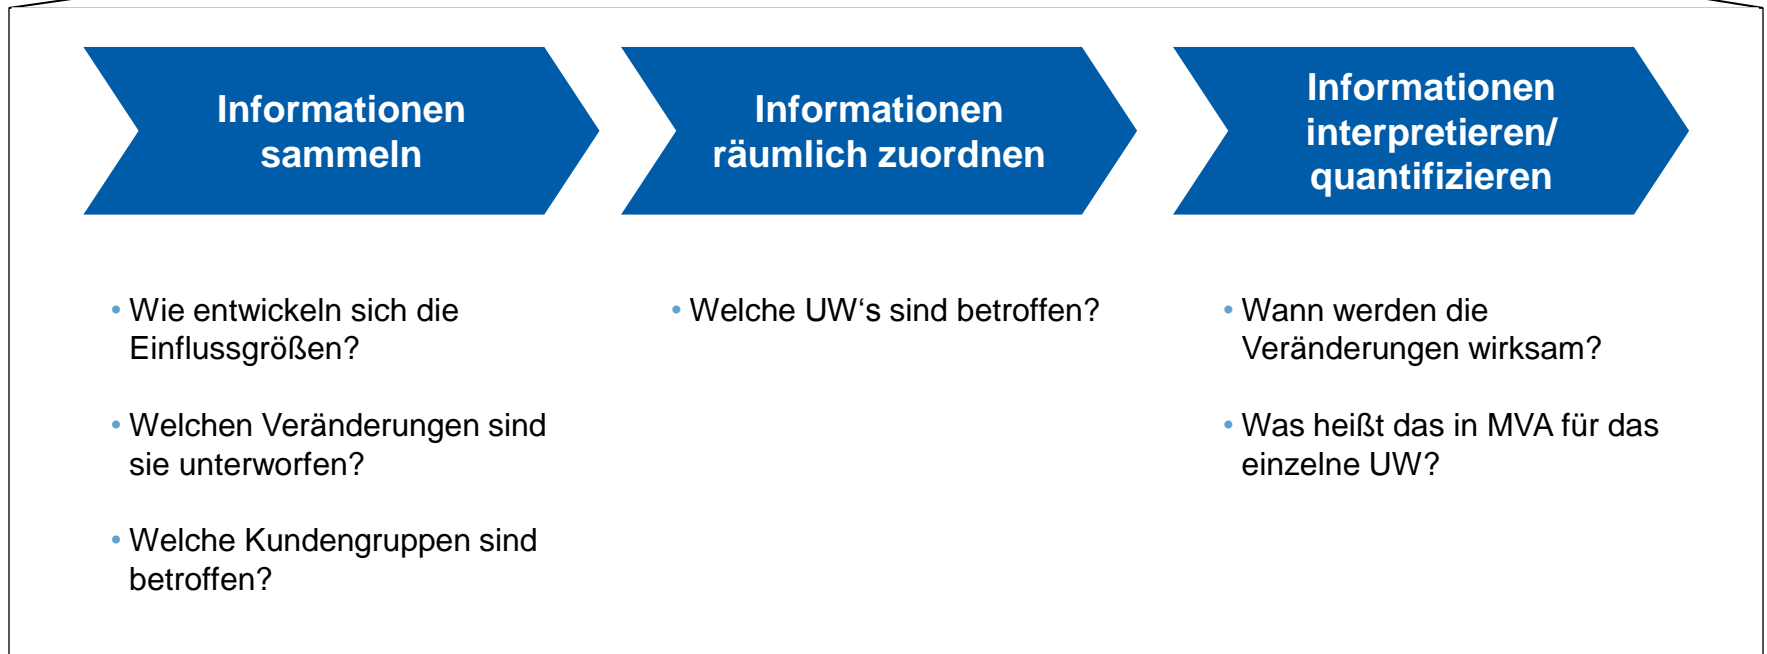 Informationen
sammeln
Informationen
räumlich zuordnen
Informationen
interpretieren/
quantifizieren
• Wie entwickeln sich die
Einflussgrößen?
• Welchen Veränderungen sind
sie unterworfen?
• Welche Kundengruppen sind
betroffen?
• Welche UW‘s sind betroffen?
• Wann werden die
Veränderungen wirksam?
• Was heißt das in MVA für das
einzelne UW?